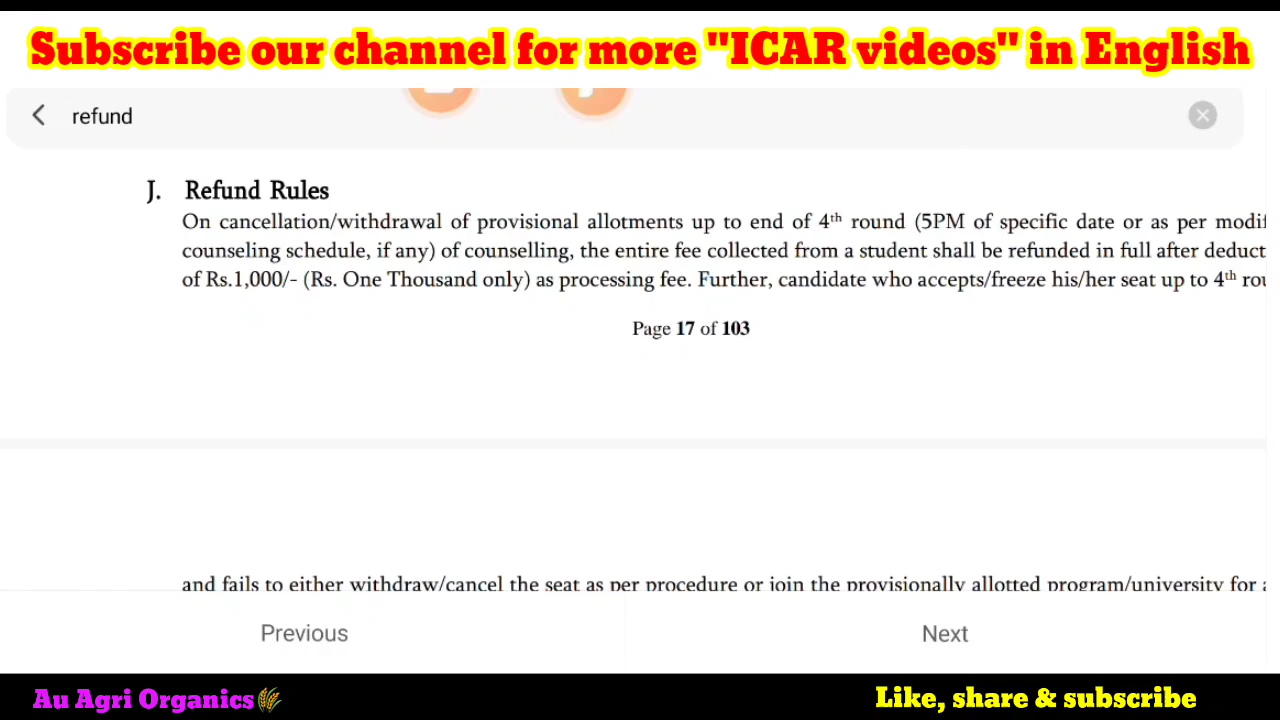 Subscribe our channel for more "ICAR videos" in English
refund
J. Refund Rules
On cancellation/withdrawal of provisional allotments up to end of 4th round (5PM of specific date or as per modif
counseling schedule, if any) of counselling, the entire fee collected from a student shall be refunded in full after deduct
of Rs.1,000/- (Rs. One Thousand only) as processing fee. Further, candidate who accepts/freeze his/her seat up to 4th rou
Page 17 of 103
and fails to either withdraw/cancel the seat as per procedure or join the provisionally allotted program/university for a
Previous
Next
Au Agri Organics🌾
Like, share & subscribe